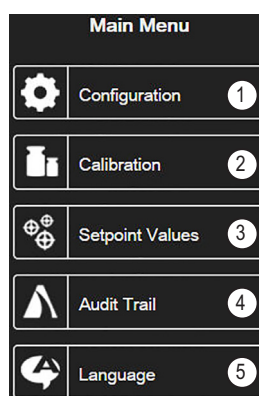 Main Menu
Configuration 1
Calibration 2
Setpoint Values 3
Audit Trail 4
Language 5